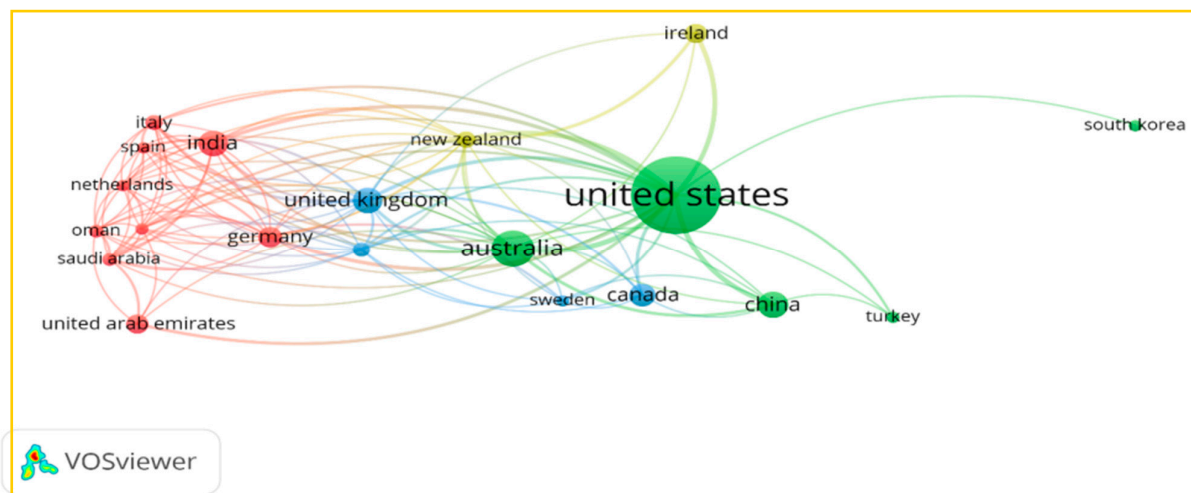 ireland
south korea
italy
india
new zealand
spain
netherlands
united states
united kingdom
oman
germany
australia
saudi arabia
sweden
canada
china
turkey
united arab emirates
VOSviewer